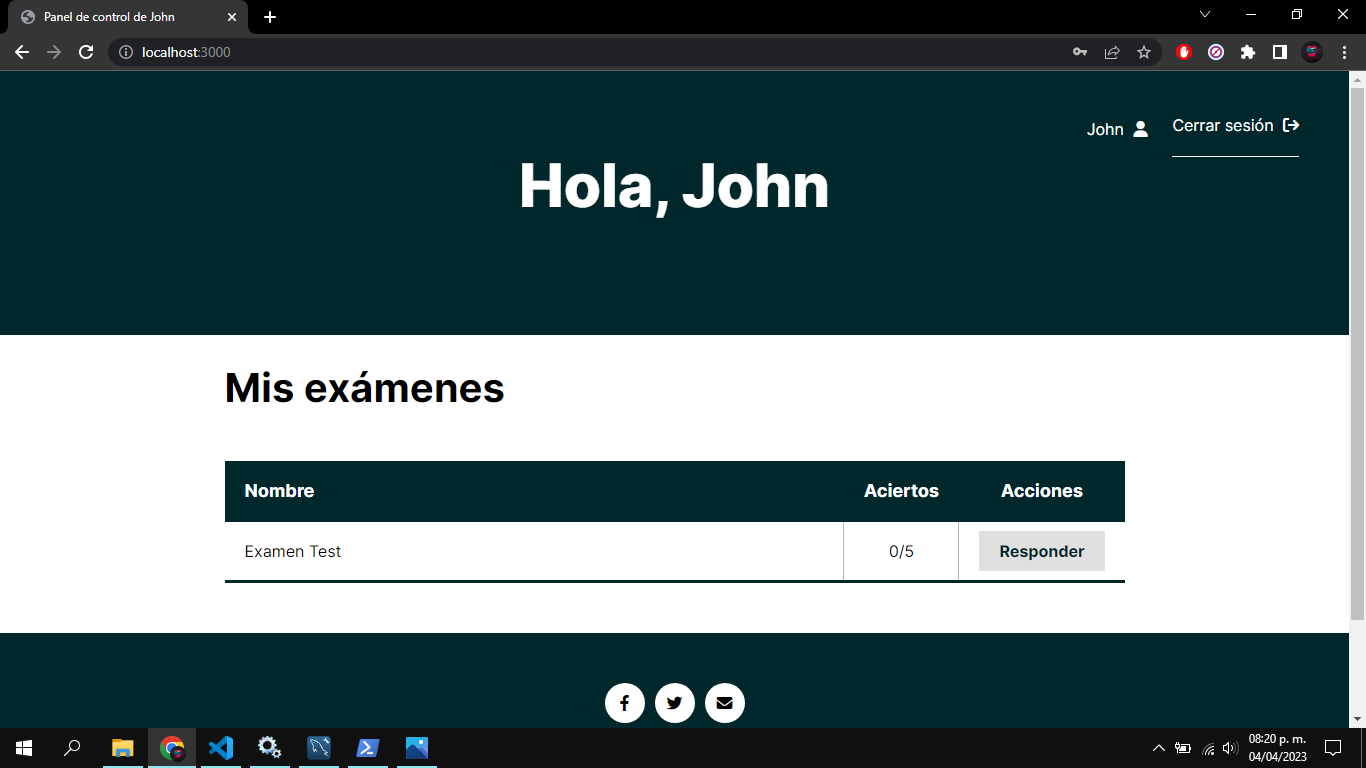 Panel de control de John
localhost:3000
John
Cerrar sesión
Hola, John
Mis exámenes
Nombre Aciertos Acciones
Examen Test 0/5 Responder
08:20 p. m.
04/04/2023